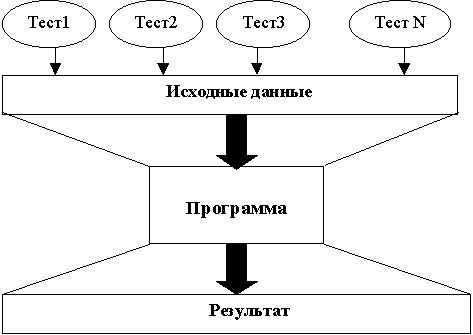 Тест1 Тест2 Тест3 Тест N
Исходные данные
Программа
Результат